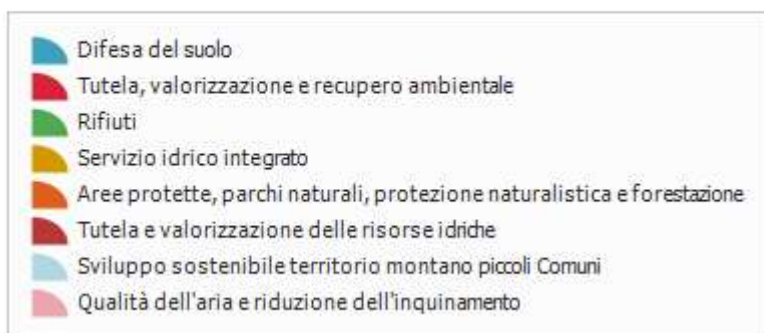 Difesa del suolo
Tutela, valorizzazione e recupero ambientale
Rifiuti
Servizio idrico integrato
Aree protette, parchi naturali, protezione naturalistica e forestazione
Tutela e valorizzazione delle risorse idriche
Sviluppo sostenibile territorio montano piccoli Comuni
Qualità dell'aria e riduzione dell'inquinamento